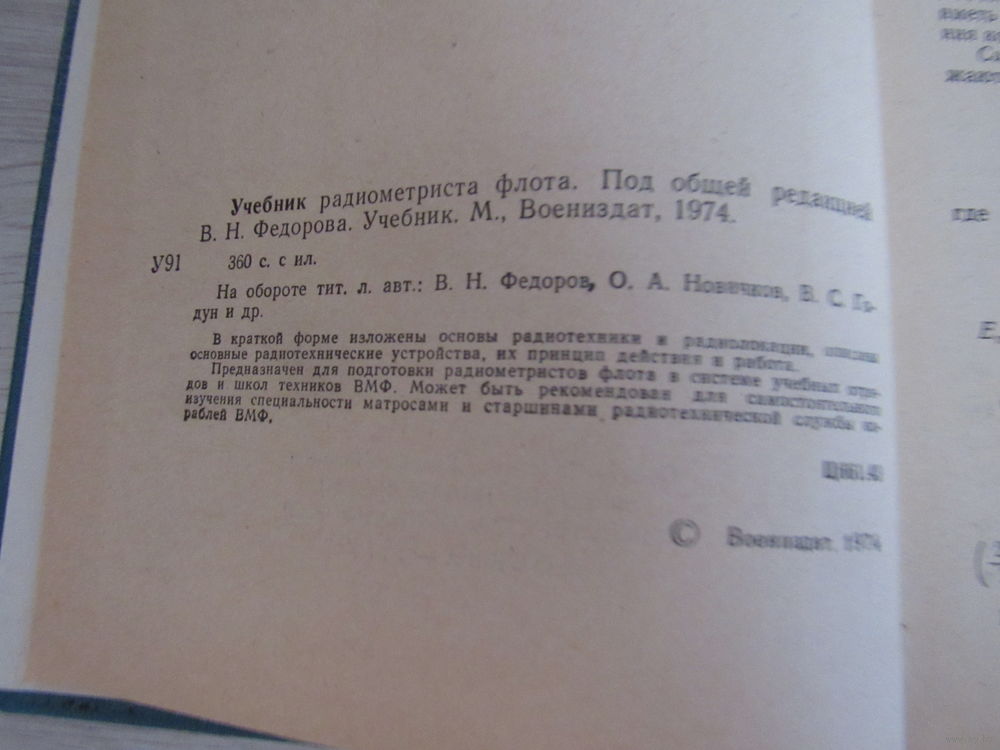 Учебник радиометриста флота. Под общей редакцией
В. Н. Федорова. Учебник. М., Воениздат, 1974.
У91 360 с. с ил.
На обороте тит. л. авт.: В. Н. Федоров, О. А. Новичков, В. С.
дун и др.
В краткой форме изложены основы радиотехники и радиолокации, описаны
основные радиотехнические устройства, их принцип действия и работа.
Предназначен для подготовки радиометристов флота в системе учебных отря-
дов и школ техников ВМФ. Может быть рекомендован для самостоятельного
изучения специальности матросами и старшинами радиотехнической службы ко-
раблей ВМФ,
© Воениздат, 1974
где